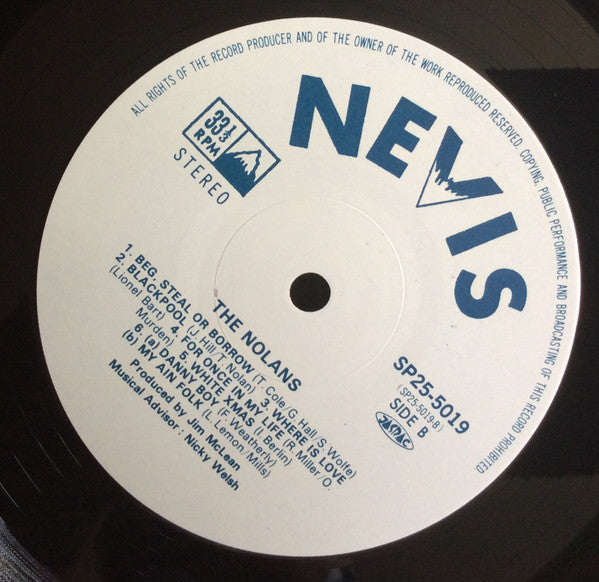 ALL RIGHTS OF THE RECORD PRODUCER AND OF THE OWNER OF THE WORK REPRODUCED RESERVED. COPYING, PUBLIC PERFORMANCE AND BROADCASTING OF THIS RECORD PROHIBITED.
NEVIS
33 1/3
RPM
STEREO
SP25-5019
(SP25-5019-B)
SIDE B
JASRAC
THE NOLANS
1. BEG, STEAL OR BORROW (T. Cole/G. Hall/S. Wolfe)
2. BLACKPOOL (J. Hill/T. Nolan) 3. WHERE IS LOVE
(Lionel Bart) 4. FOR ONCE IN MY LIFE (R. Miller/O.
Murden) 5. WHITE XMAS (I. Berlin)
6. (a) DANNY BOY (F. Weatherly)
(b) MY AIN FOLK (L. Lemon/Mills)
Produced by Jim McLean
Musical Advisor : Nicky Welsh